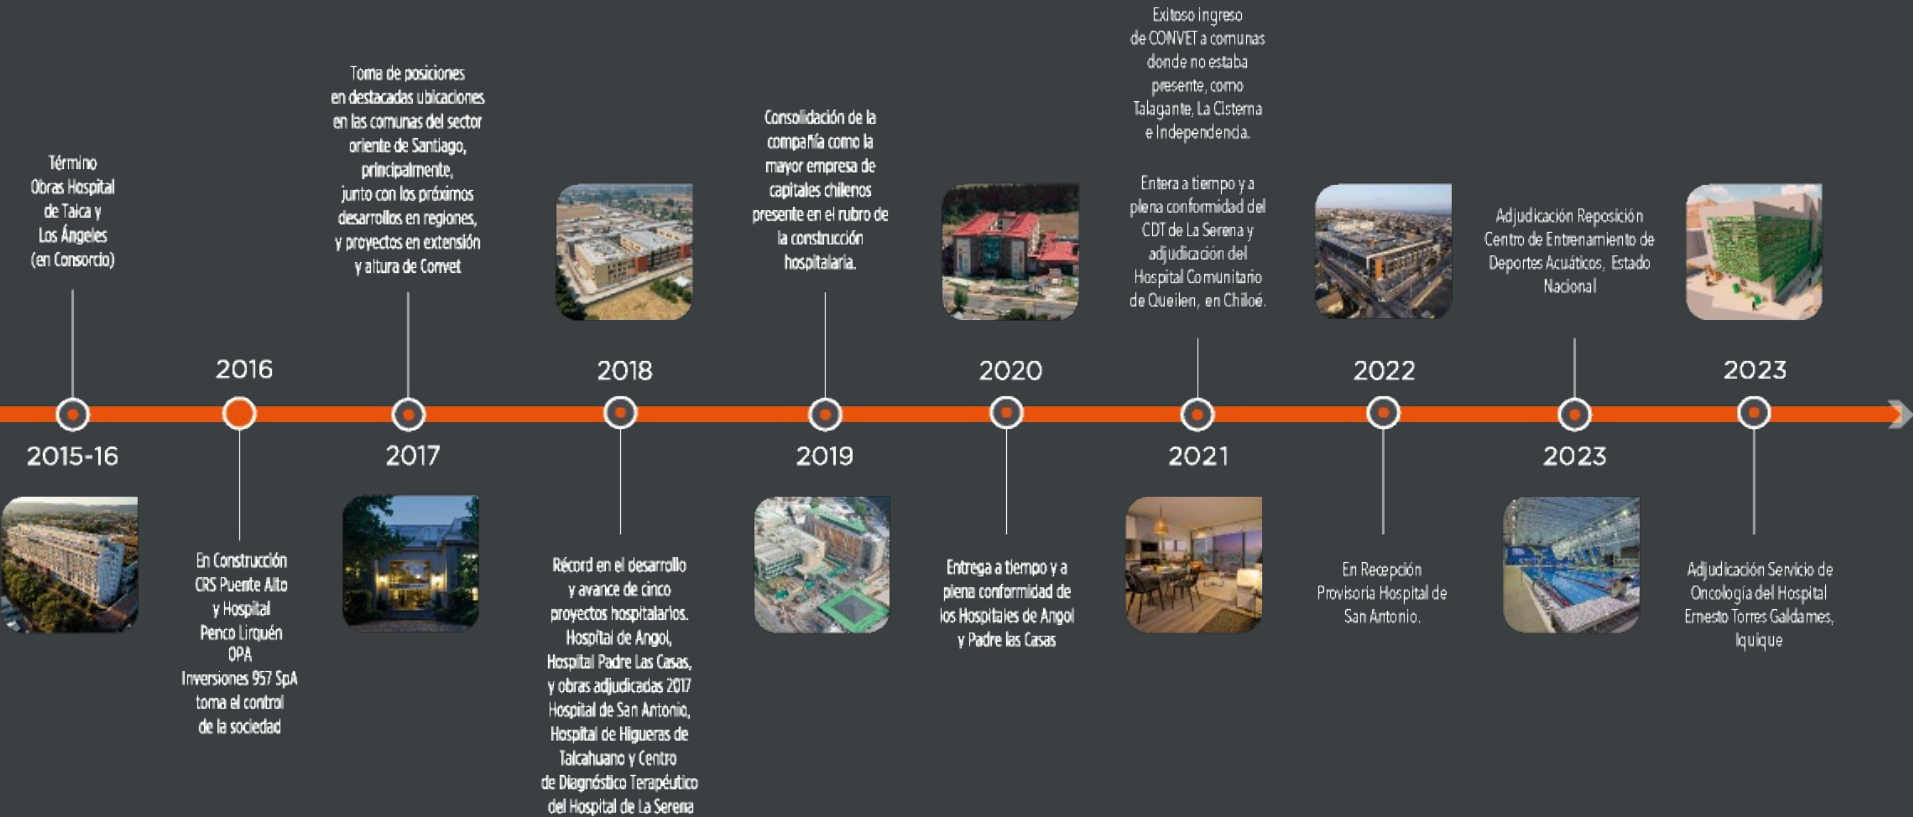 Término
Obras Hospital
de Talca y
Los Ángeles
(en Consorcio)
2015-16
2016
En Construcción
CRS Puente Alto
y Hospital
Penco Lirquén
OPA
Inversiones 957 SpA
toma el control
de la sociedad
Toma de posiciones
en destacadas ubicaciones
en las comunas del sector
oriente de Santiago,
principalmente,
junto con los próximos
desarrollos en regiones,
y proyectos en extensión
y altura de Convet
2017
2018
Récord en el desarrollo
y avance de cinco
proyectos hospitalarios.
Hospital de Angol,
Hospital Padre Las Casas,
y obras adjudicadas 2017
Hospital de San Antonio,
Hospital de Higueras de
Talcahuano y Centro
de Diagnóstico Terapéutico
del Hospital de La Serena
Consolidación de la
compañía como la
mayor empresa de
capitales chilenos
presente en el rubro de
la construcción
hospitalaria.
2019
2020
Entrega a tiempo y a
plena conformidad de
los Hospitales de Angol
y Padre las Casas
Exitoso ingreso
de CONVET a comunas
donde no estaba
presente, como
Talagante, La Cisterna
e Independencia.
Entera a tiempo y a
plena conformidad del
CDT de La Serena y
adjudicación del
Hospital Comunitario
de Queilen, en Chiloé.
2021
2022
En Recepción
Provisoria Hospital de
San Antonio.
Adjudicación Reposición
Centro de Entrenamiento de
Deportes Acuáticos, Estado
Nacional
2023
2023
Adjudicación Servicio de
Oncología del Hospital
Ernesto Torres Galdames,
Iquique